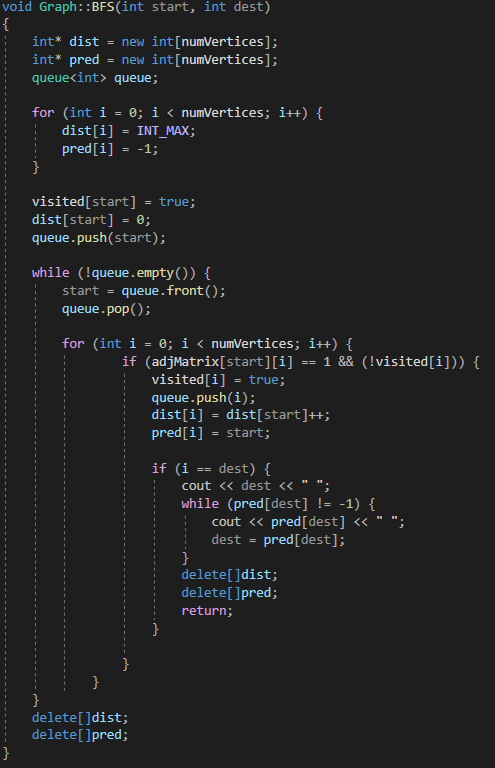 void Graph::BFS(int start, int dest)
{
    int* dist = new int[numVertices];
    int* pred = new int[numVertices];
    queue<int> queue;

    for (int i = 0; i < numVertices; i++) {
        dist[i] = INT_MAX;
        pred[i] = -1;
    }

    visited[start] = true;
    dist[start] = 0;
    queue.push(start);

    while (!queue.empty()) {
        start = queue.front();
        queue.pop();

        for (int i = 0; i < numVertices; i++) {
                if (adjMatrix[start][i] == 1 && (!visited[i])) {
                    visited[i] = true;
                    queue.push(i);
                    dist[i] = dist[start]++;
                    pred[i] = start;

                    if (i == dest) {
                        cout << dest << " ";
                        while (pred[dest] != -1) {
                            cout << pred[dest] << " ";
                            dest = pred[dest];
                        }
                        delete[]dist;
                        delete[]pred;
                        return;
                    }

                }
            }
    }
    delete[]dist;
    delete[]pred;
}